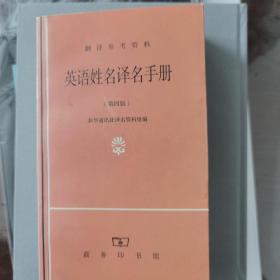 翻译参考资料
英语姓名译名手册
(第四版)
新华通讯社译名资料组编
商务印书馆